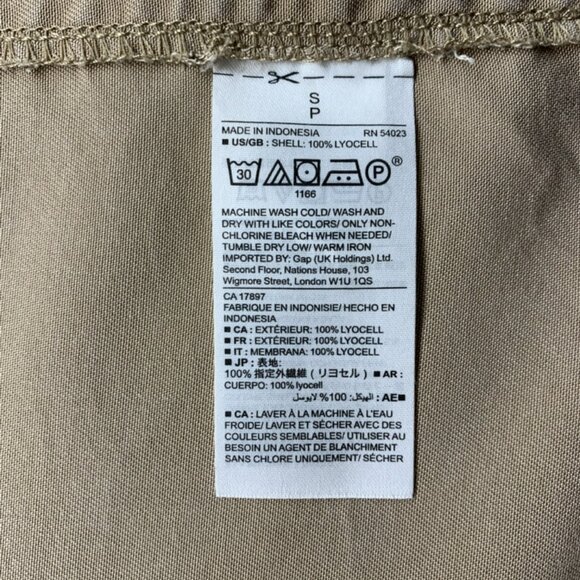 S
P
MADE IN INDONESIA RN 54023
■ US/GB : SHELL: 100% LYOCELL
30 P ®
1166
MACHINE WASH COLD/ WASH AND
DRY WITH LIKE COLORS/ ONLY NON-
CHLORINE BLEACH WHEN NEEDED/
TUMBLE DRY LOW/ WARM IRON
IMPORTED BY: Gap (UK Holdings) Ltd.
Second Floor, Nations House, 103
Wigmore Street, London W1U 1QS
CA 17897
FABRIQUE EN INDONISIE/ HECHO EN
INDONESIA
■ CA : EXTÉRIEUR: 100% LYOCELL
■ FR : EXTÉRIEUR: 100% LYOCELL
■ IT : MEMBRANA: 100% LYOCELL
■ JP : 表地:
100% 指定外繊維 (リヨセル) ■ AR :
CUERPO: 100% lyocell
■ AE: الهيكل: 100% لايوسل
■ CA : LAVER À LA MACHINE À L'EAU
FROIDE/ LAVER ET SÉCHER AVEC DES
COULEURS SEMBLABLES/ UTILISER AU
BESOIN UN AGENT DE BLANCHIMENT
SANS CHLORE UNIQUEMENT/ SÉCHER